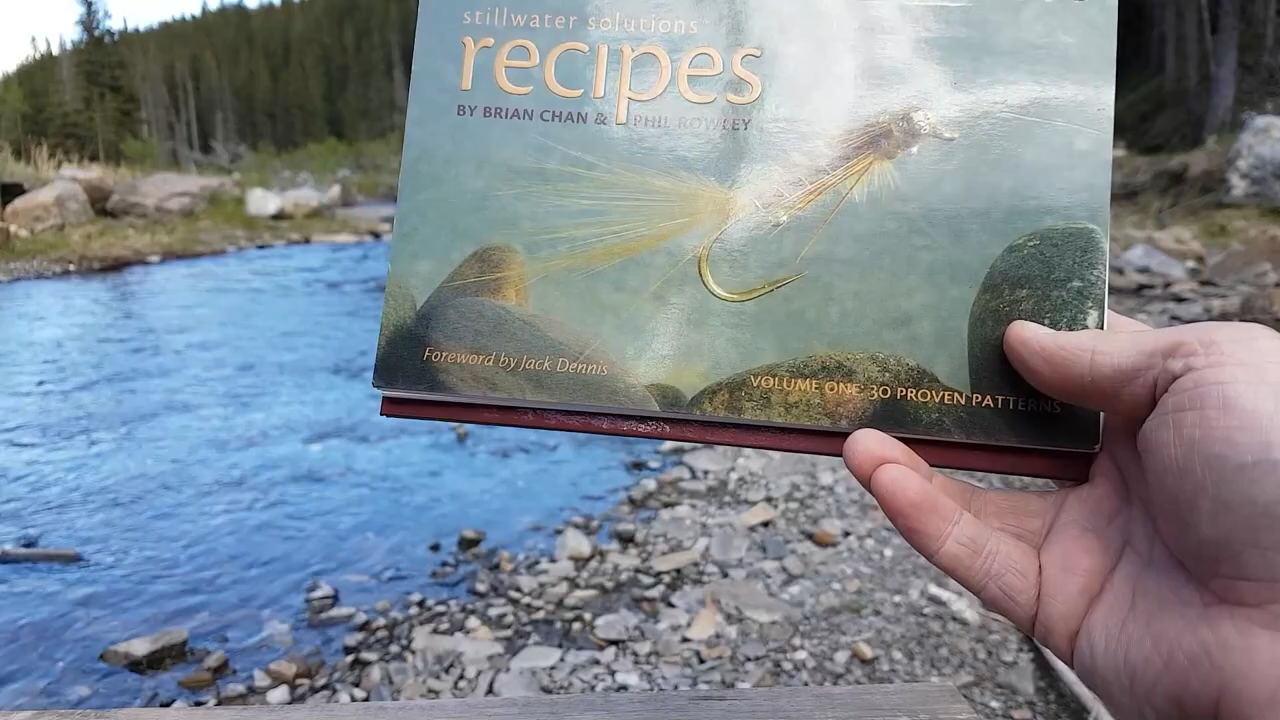 stillwater solutions
recipes
BY BRIAN CHAN & PHIL ROWLEY
Foreword by Jack Dennis
VOLUME ONE: 30 PROVEN PATTERNS